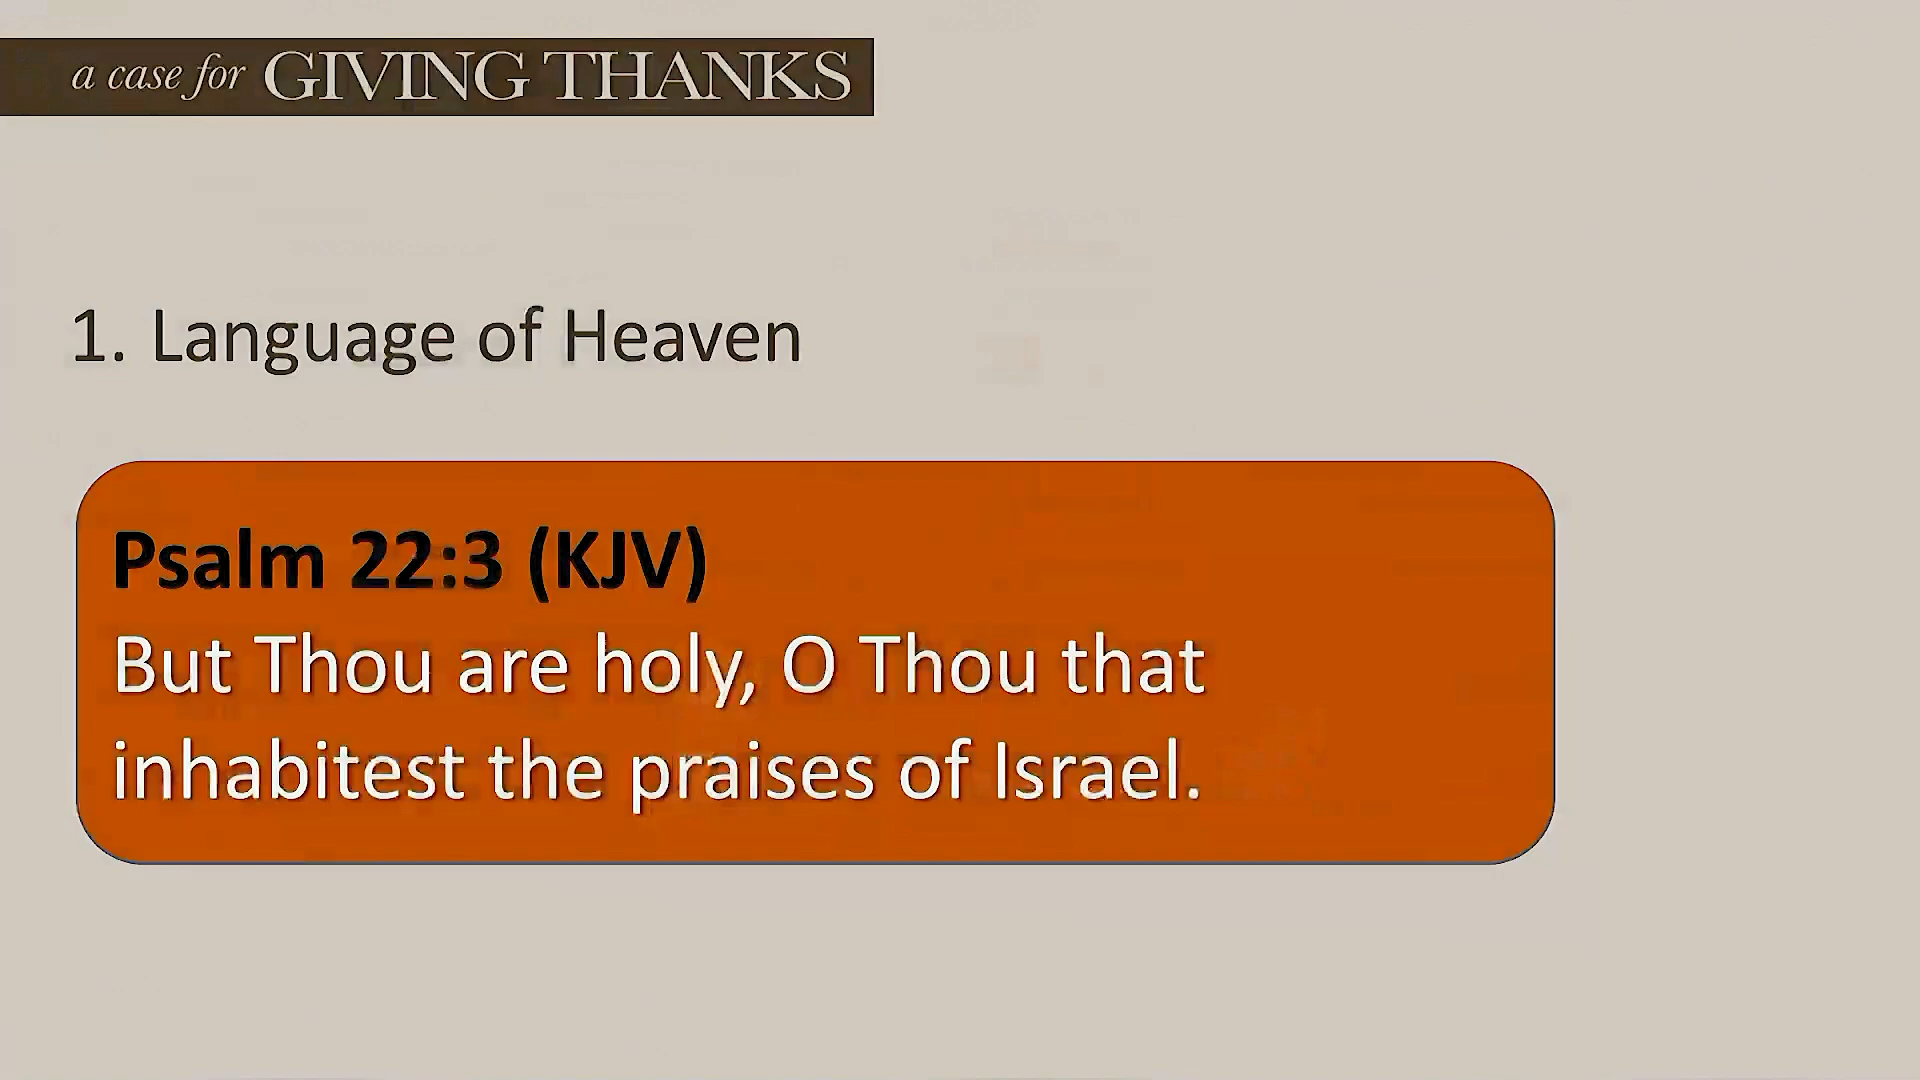 a case for GIVING THANKS
1. Language of Heaven
Psalm 22:3 (KJV)
But Thou are holy, O Thou that
inhabitest the praises of Israel.